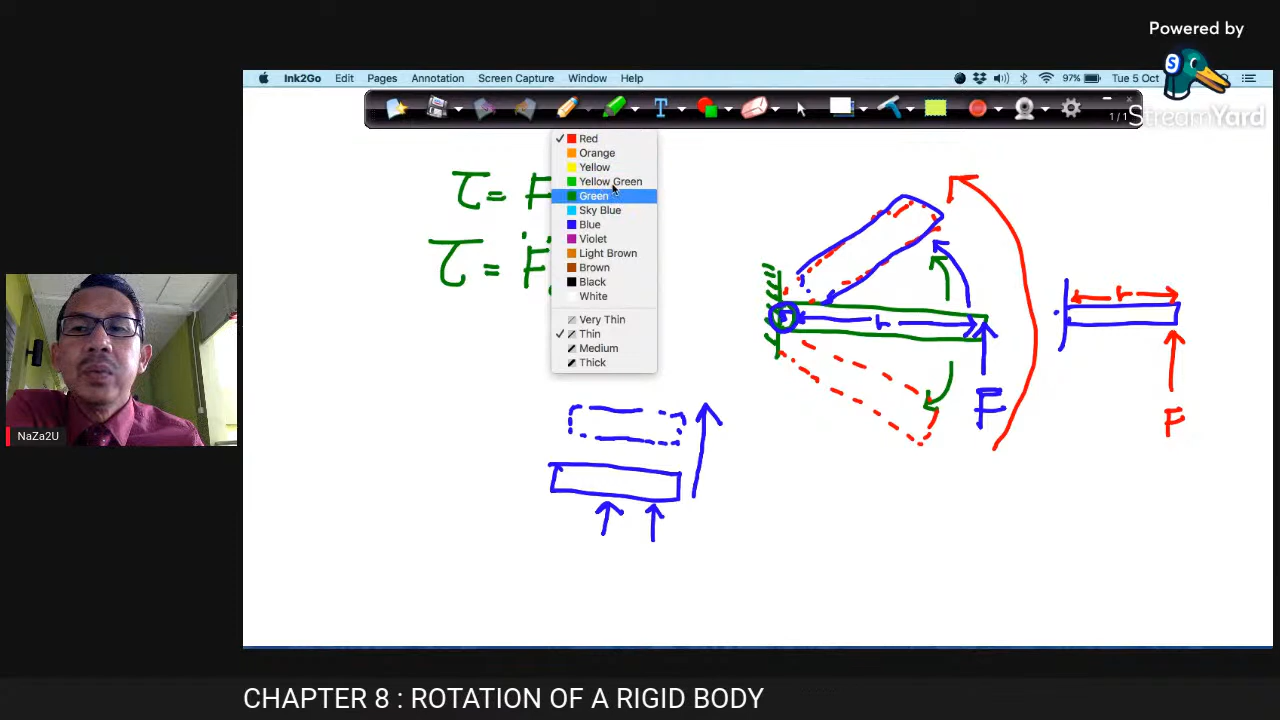 Powered by
StreamYard
Ink2Go Edit Pages Annotation Screen Capture Window Help 97% Tue 5 Oct
1/1
Red
Orange
Yellow
Yellow Green
Green
Sky Blue
Blue
Violet
Light Brown
Brown
Black
White
Very Thin
Thin
Medium
Thick
τ = F
τ = F
r
F
r
F
NaZa2U
CHAPTER 8 : ROTATION OF A RIGID BODY